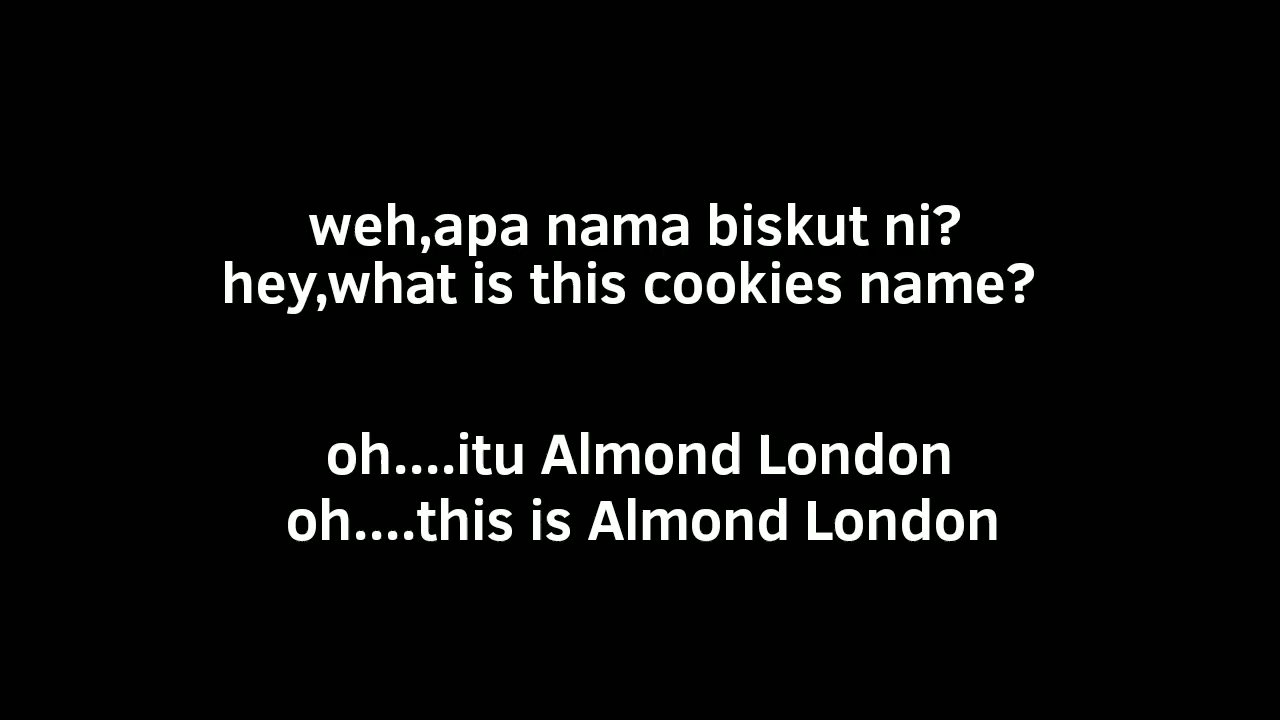 weh,apa nama biskut ni?
hey,what is this cookies name?
oh....itu Almond London
oh....this is Almond London